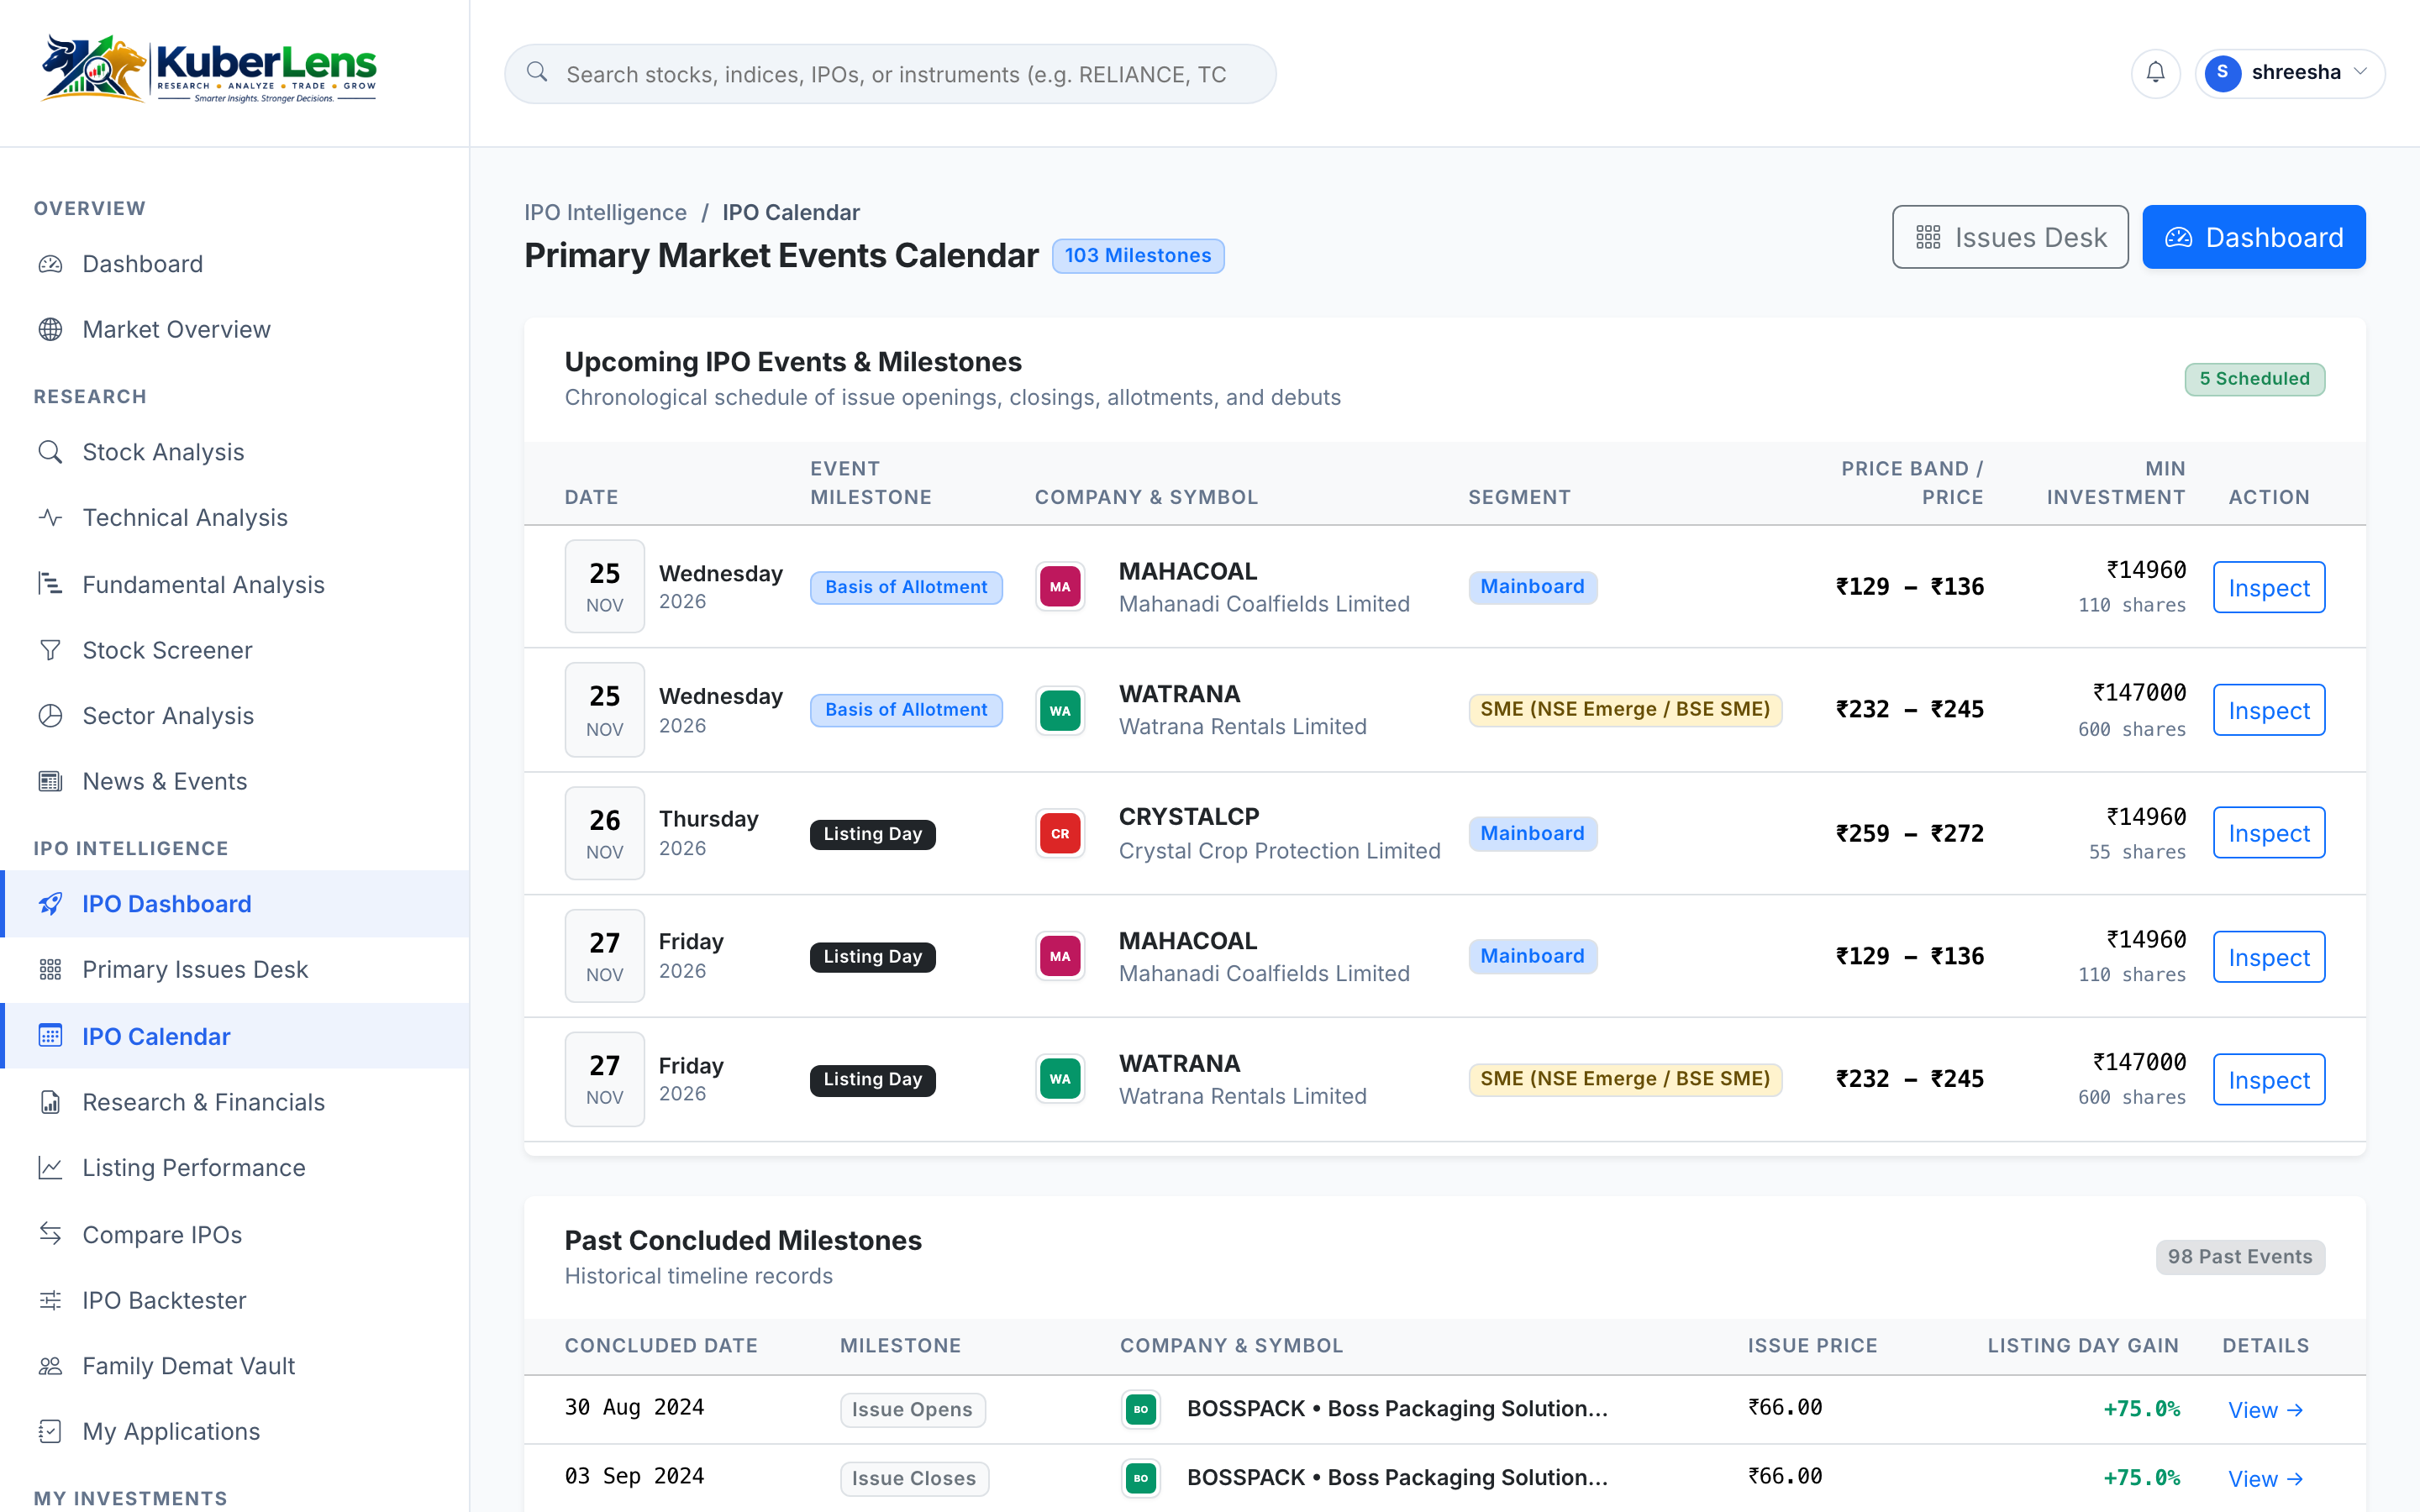 KuberLens
RESEARCH • ANALYZE • TRADE • GROW
Smarter Insights. Stronger Decisions.
Search stocks, indices, IPOs, or instruments (e.g. RELIANCE, TC
S
shreesha
OVERVIEW
Dashboard
Market Overview
RESEARCH
Stock Analysis
Technical Analysis
Fundamental Analysis
Stock Screener
Sector Analysis
News & Events
IPO INTELLIGENCE
IPO Dashboard
Primary Issues Desk
IPO Calendar
Research & Financials
Listing Performance
Compare IPOs
IPO Backtester
Family Demat Vault
My Applications
MY INVESTMENTS
IPO Intelligence / IPO Calendar
Primary Market Events Calendar 103 Milestones
Issues Desk
Dashboard
Upcoming IPO Events & Milestones
Chronological schedule of issue openings, closings, allotments, and debuts
5 Scheduled
DATE EVENT MILESTONE COMPANY & SYMBOL SEGMENT PRICE BAND / PRICE MIN INVESTMENT ACTION
25 Wednesday Basis of Allotment MA MAHACOAL Mainboard ₹129 – ₹136 ₹14960 Inspect
NOV 2026 Mahanadi Coalfields Limited 110 shares
25 Wednesday Basis of Allotment WA WATRANA SME (NSE Emerge / BSE SME) ₹232 – ₹245 ₹147000 Inspect
NOV 2026 Watrana Rentals Limited 600 shares
26 Thursday Listing Day CR CRYSTALCP Mainboard ₹259 – ₹272 ₹14960 Inspect
NOV 2026 Crystal Crop Protection Limited 55 shares
27 Friday Listing Day MA MAHACOAL Mainboard ₹129 – ₹136 ₹14960 Inspect
NOV 2026 Mahanadi Coalfields Limited 110 shares
27 Friday Listing Day WA WATRANA SME (NSE Emerge / BSE SME) ₹232 – ₹245 ₹147000 Inspect
NOV 2026 Watrana Rentals Limited 600 shares
Past Concluded Milestones
Historical timeline records
98 Past Events
CONCLUDED DATE MILESTONE COMPANY & SYMBOL ISSUE PRICE LISTING DAY GAIN DETAILS
30 Aug 2024 Issue Opens BO BOSSPACK • Boss Packaging Solution... ₹66.00 +75.0% View →
03 Sep 2024 Issue Closes BO BOSSPACK • Boss Packaging Solution... ₹66.00 +75.0% View →